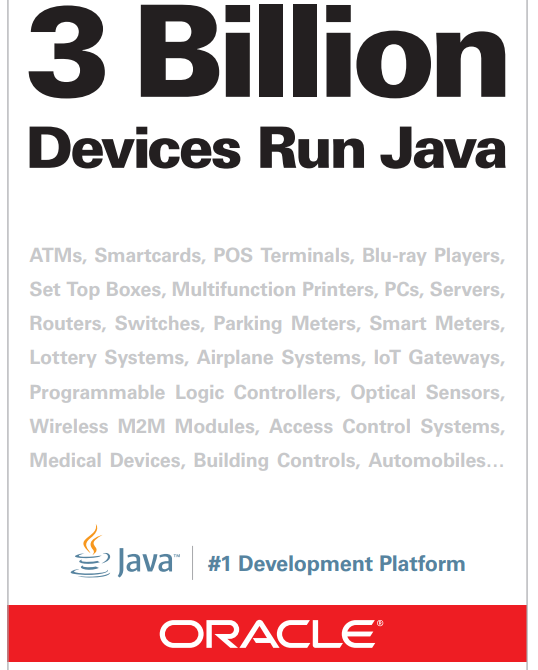 3 Billion
Devices Run Java
ATMs, Smartcards, POS Terminals, Blu-ray Players,
Set Top Boxes, Multifunction Printers, PCs, Servers,
Routers, Switches, Parking Meters, Smart Meters,
Lottery Systems, Airplane Systems, IoT Gateways,
Programmable Logic Controllers, Optical Sensors,
Wireless M2M Modules, Access Control Systems,
Medical Devices, Building Controls, Automobiles...
Java™ | #1 Development Platform
ORACLE®